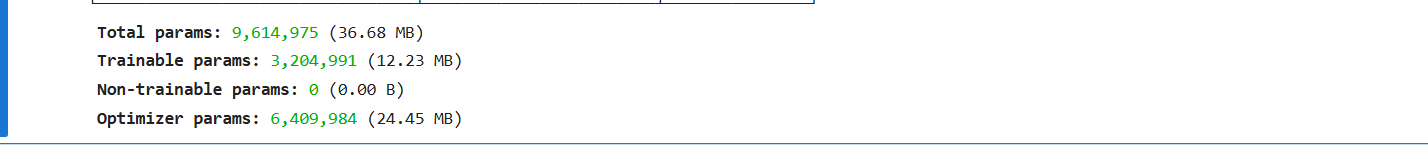 Total params: 9,614,975 (36.68 MB)
Trainable params: 3,204,991 (12.23 MB)
Non-trainable params: 0 (0.00 B)
Optimizer params: 6,409,984 (24.45 MB)